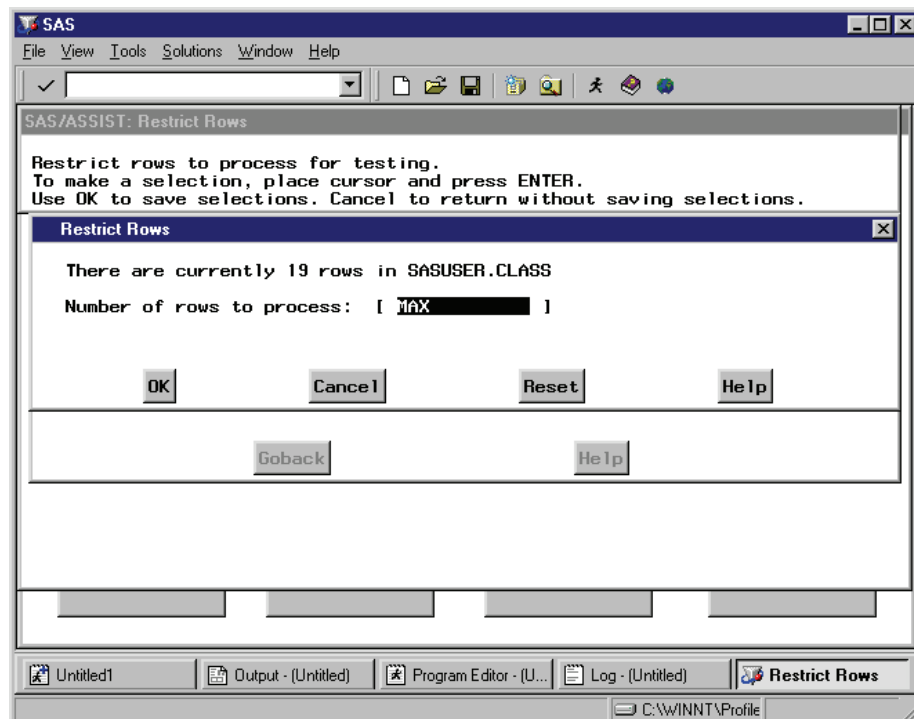 SAS
File View Tools Solutions Window Help
SAS/ASSIST: Restrict Rows
Restrict rows to process for testing.
To make a selection, place cursor and press ENTER.
Use OK to save selections. Cancel to return without saving selections.
Restrict Rows
There are currently 19 rows in SASUSER.CLASS
Number of rows to process: [ MAX ]
OK Cancel Reset Help
Goback Help
Untitled1 Output - (Untitled) Program Editor - (U... Log - (Untitled) Restrict Rows
C:\WINNT\Profile